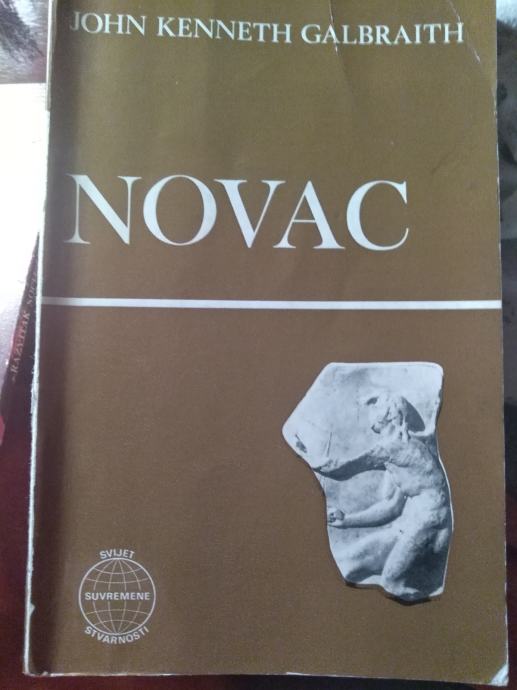 JOHN KENNETH GALBRAITH
NOVAC
SVIJET
SUVREMENE
STVARNOSTI